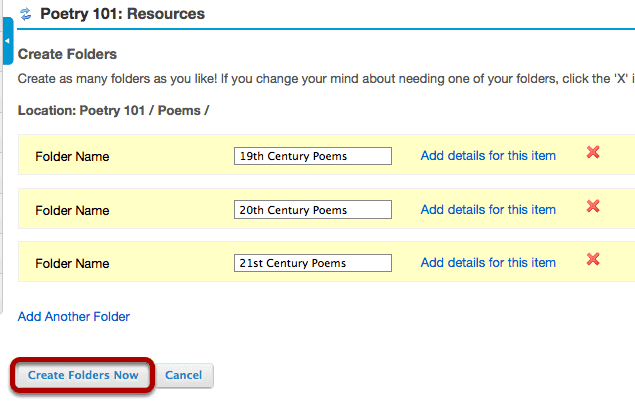 Poetry 101: Resources
Create Folders
Create as many folders as you like! If you change your mind about needing one of your folders, click the 'X' i
Location: Poetry 101 / Poems /
Folder Name 19th Century Poems Add details for this item
Folder Name 20th Century Poems Add details for this item
Folder Name 21st Century Poems Add details for this item
Add Another Folder
Create Folders Now Cancel